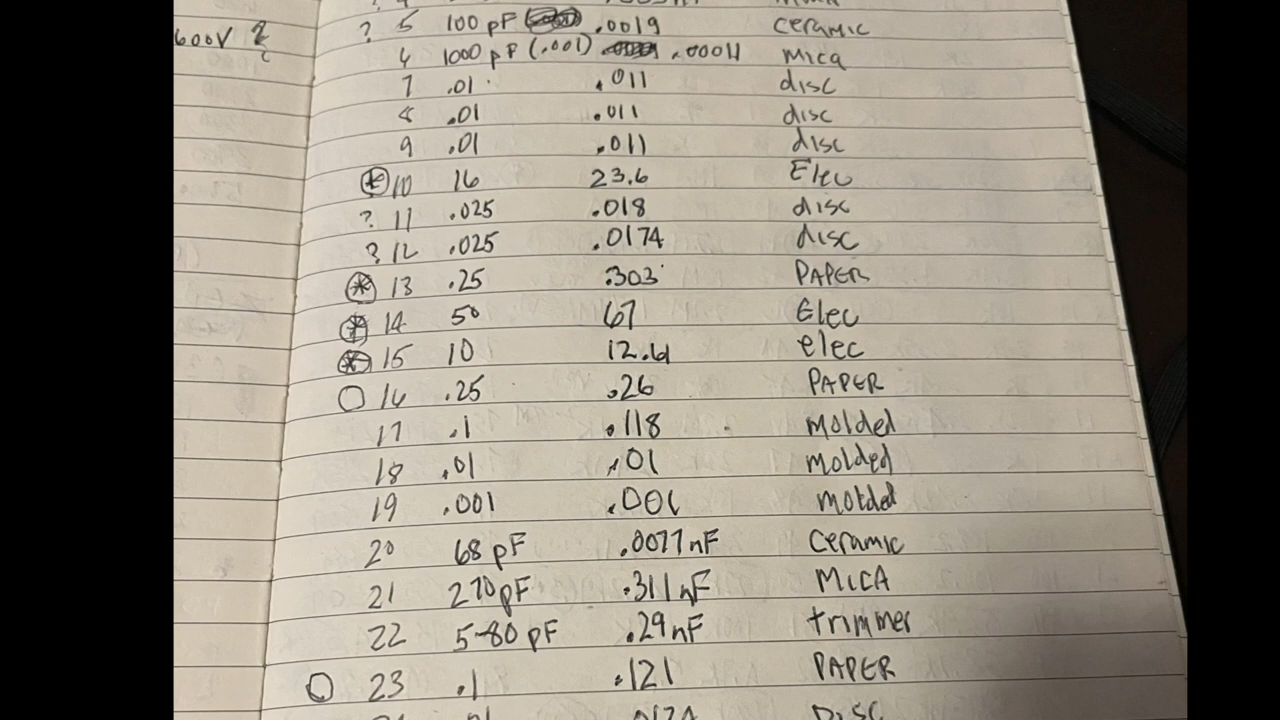 600V ?
? 5 100 pF .0019 ceramic
4 1000 pF (.001) .00011 mica
7 .01 .011 disc
8 .01 .011 disc
9 .01 .011 disc
* 10 16 23.6 Elec
? 11 .025 .018 disc
? 12 .025 .0174 disc
* 13 .25 .303 PAPER
* 14 50 67 Elec
* 15 10 12.61 elec
16 .25 .26 PAPER
17 .1 .118 molded
18 .01 .01 molded
19 .001 .001 molded
20 68 pF .0077 nF ceramic
21 270 pF .311 nF MICA
22 5-80 pF .29 nF trimmer
23 .1 .121 PAPER